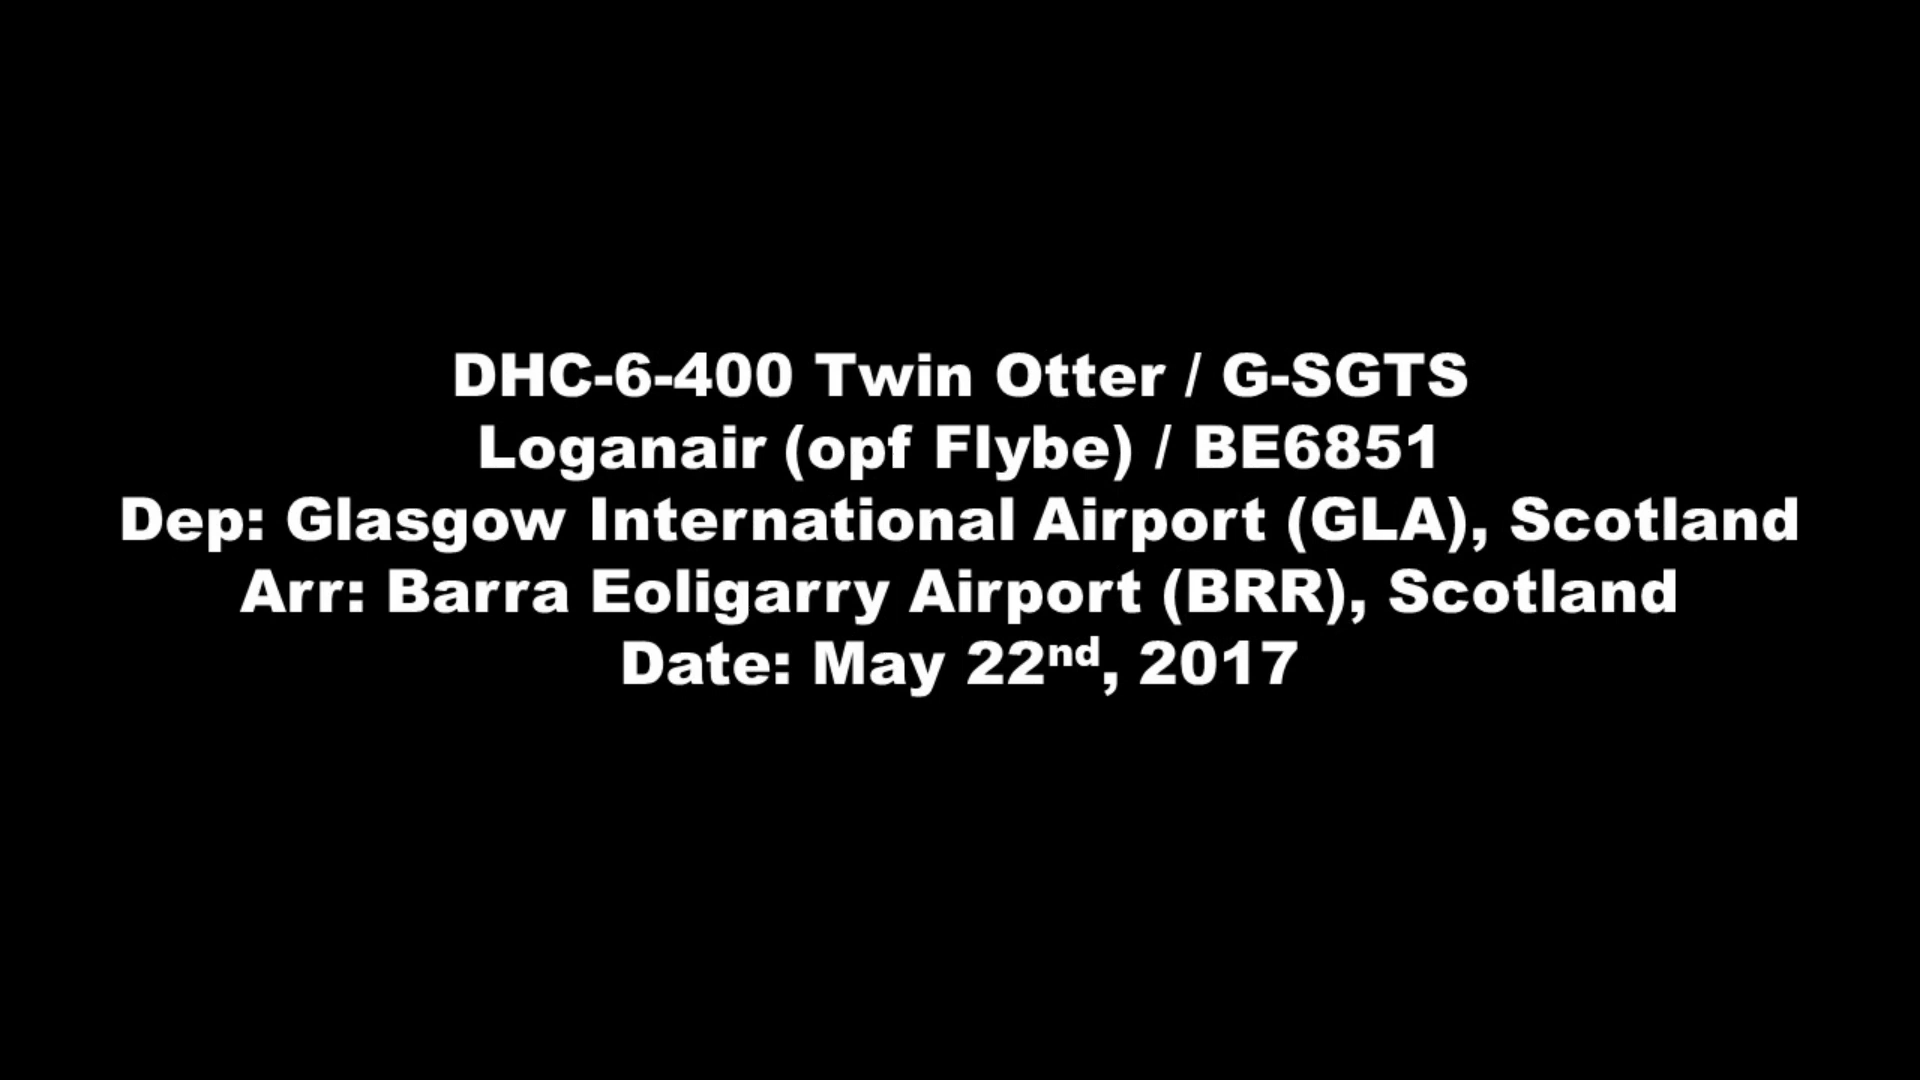 DHC-6-400 Twin Otter / G-SGTS
Loganair (opf Flybe) / BE6851
Dep: Glasgow International Airport (GLA), Scotland
Arr: Barra Eoligarry Airport (BRR), Scotland
Date: May 22nd, 2017